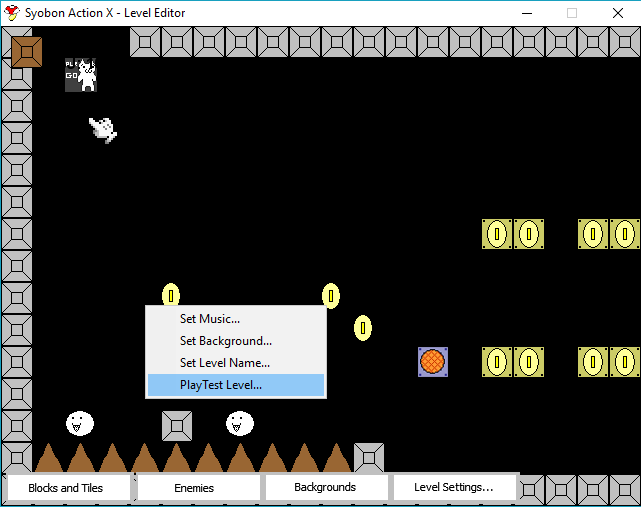 Syobon Action X - Level Editor
GO
Set Music...
Set Background...
Set Level Name...
PlayTest Level...
Blocks and Tiles
Enemies
Backgrounds
Level Settings...